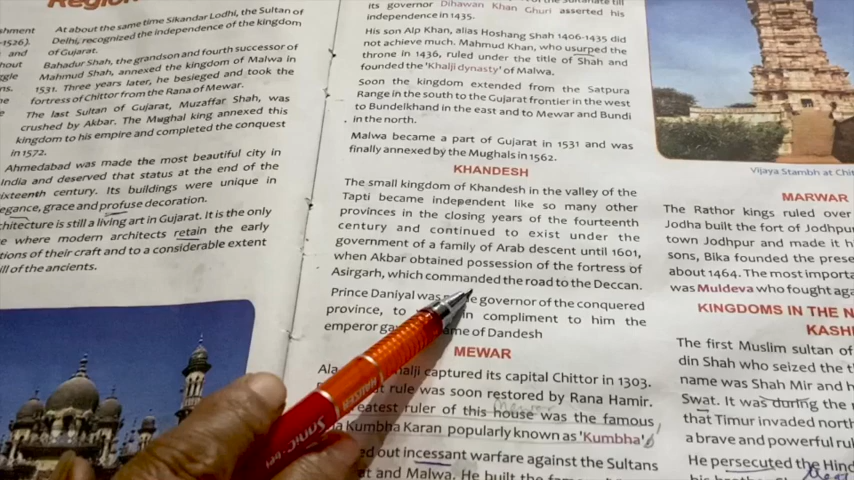 Region
At about the same time Sikandar Lodhi, the Sultan of
Delhi, recognized the independence of the kingdom
of Gujarat.
Bahadur Shah, the grandson and fourth successor of
Mahmud Shah, annexed the kingdom of Malwa in
1531. Three years later, he besieged and took the
fortress of Chittor from the Rana of Mewar.
The last Sultan of Gujarat, Muzaffar Shah, was
crushed by Akbar. The Mughal king annexed this
kingdom to his empire and completed the conquest
in 1572.
Ahmedabad was made the most beautiful city in
India and deserved that status at the end of the
sixteenth century. Its buildings were unique in
elegance, grace and profuse decoration.
chitecture is still a living art in Gujarat. It is the only
e where modern architects retain the early
tions of their craft and to a considerable extent
ill of the ancients.
its governor Dihawan Khan Ghuri asserted his
independence in 1435.
His son Alp Khan, alias Hoshang Shah 1406-1435 did
not achieve much. Mahmud Khan, who usurped the
throne in 1436, ruled under the title of Shah and
founded the 'Khalji dynasty' of Malwa.
Soon the kingdom extended from the Satpura
Range in the south to the Gujarat frontier in the west
to Bundelkhand in the east and to Mewar and Bundi
in the north.
Malwa became a part of Gujarat in 1531 and was
finally annexed by the Mughals in 1562.
KHANDESH
The small kingdom of Khandesh in the valley of the
Tapti became independent like so many other
provinces in the closing years of the fourteenth
century and continued to exist under the
government of a family of Arab descent until 1601,
when Akbar obtained possession of the fortress of
Asirgarh, which commanded the road to the Deccan.
Prince Daniyal was governor of the conquered
province, to in compliment to him the
emperor name of Dandesh
MEWAR
captured its capital Chittor in 1303.
rule was soon restored by Rana Hamir.
greatest ruler of this house was the famous
Kumbha Karan popularly known as 'Kumbha'
out incessant warfare against the Sultans
at and Malwa. He built the
Vijaya Stambh at Chit
MARWAR
The Rathor kings ruled over
Jodha built the fort of Jodhpu
town Jodhpur and made it h
sons, Bika founded the prese
about 1464. The most importa
was Muldeva who fought aga
KINGDOMS IN THE N
KASH
The first Muslim sultan of
din Shah who seized the t
name was Shah Mir and h
Swat. It was during the
that Timur invaded north
a brave and powerful rul
He persecuted the Hind